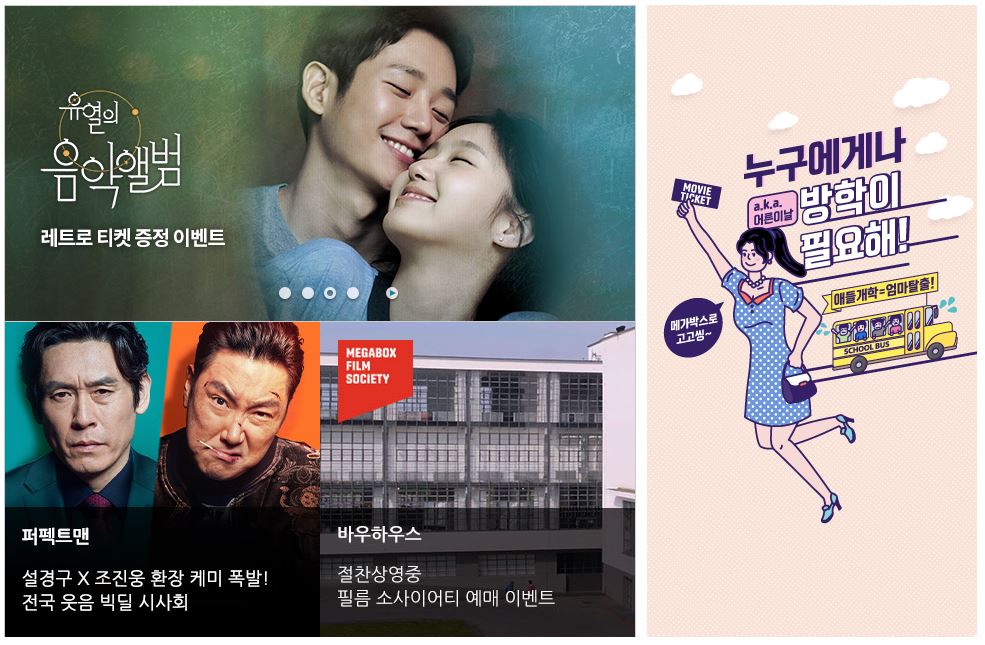 유열의
음악앨범
레트로 티켓 증정 이벤트
퍼펙트맨
설경구 X 조진웅 환장 케미 폭발!
전국 웃음 빅딜 시사회
MEGABOX
FILM
SOCIETY
바우하우스
절찬상영중
필름 소사이어티 예매 이벤트
누구에게나
MOVIE
TICKET
a.k.a.
어른이날
방학이
필요해!
애들개학=엄마탈출!
메가박스로
고고씽~
SCHOOL BUS